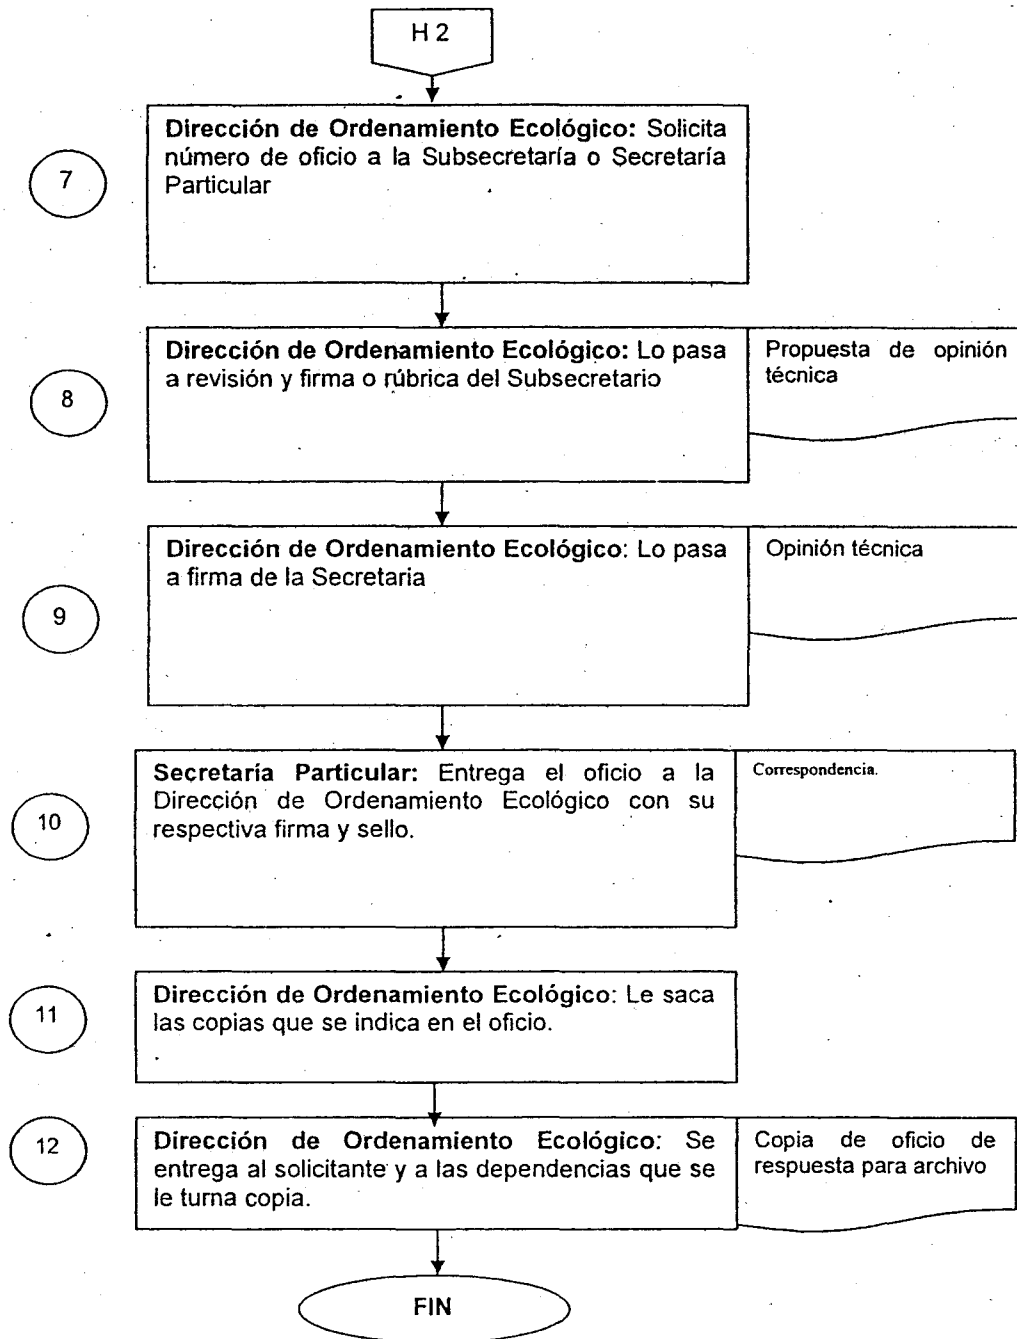 H 2
Dirección de Ordenamiento Ecológico: Solicita
número de oficio a la Subsecretaría o Secretaría
Particular
7
Dirección de Ordenamiento Ecológico: Lo pasa
a revisión y firma o rúbrica del Subsecretario
Propuesta de opinión
técnica
8
Dirección de Ordenamiento Ecológico: Lo pasa
a firma de la Secretaria
Opinión técnica
9
Secretaría Particular: Entrega el oficio a la
Dirección de Ordenamiento Ecológico con su
respectiva firma y sello.
Correspondencia.
10
Dirección de Ordenamiento Ecológico: Le saca
las copias que se indica en el oficio.
11
Dirección de Ordenamiento Ecológico: Se
entrega al solicitante y a las dependencias que se
le turna copia.
Copia de oficio de
respuesta para archivo
12
FIN